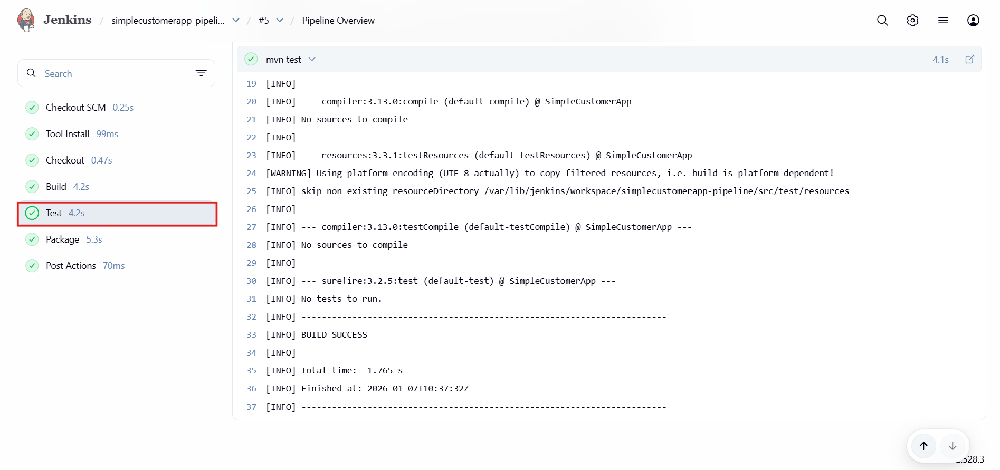 Jenkins / simplecustomerapp-pipeli... / #5 / Pipeline Overview
Search
Checkout SCM 0.25s
Tool Install 99ms
Checkout 0.47s
Build 4.2s
Test 4.2s
Package 5.3s
Post Actions 70ms
mvn test 4.1s
19 [INFO]
20 [INFO] --- compiler:3.13.0:compile (default-compile) @ SimpleCustomerApp ---
21 [INFO] No sources to compile
22 [INFO]
23 [INFO] --- resources:3.3.1:testResources (default-testResources) @ SimpleCustomerApp ---
24 [WARNING] Using platform encoding (UTF-8 actually) to copy filtered resources, i.e. build is platform dependent!
25 [INFO] skip non existing resourceDirectory /var/lib/jenkins/workspace/simplecustomerapp-pipeline/src/test/resources
26 [INFO]
27 [INFO] --- compiler:3.13.0:testCompile (default-testCompile) @ SimpleCustomerApp ---
28 [INFO] No sources to compile
29 [INFO]
30 [INFO] --- surefire:3.2.5:test (default-test) @ SimpleCustomerApp ---
31 [INFO] No tests to run.
32 [INFO] ------------------------------------------------------------------------
33 [INFO] BUILD SUCCESS
34 [INFO] ------------------------------------------------------------------------
35 [INFO] Total time:  1.765 s
36 [INFO] Finished at: 2026-01-07T10:37:32Z
37 [INFO] ------------------------------------------------------------------------
.528.3